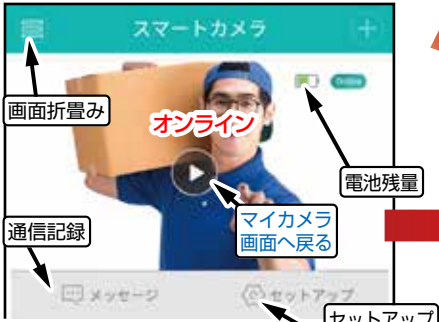 スマートカメラ
画面折畳み
オンライン
Online
電池残量
マイカメラ
画面へ戻る
通信記録
メッセージ
セットアップ
セットアップ